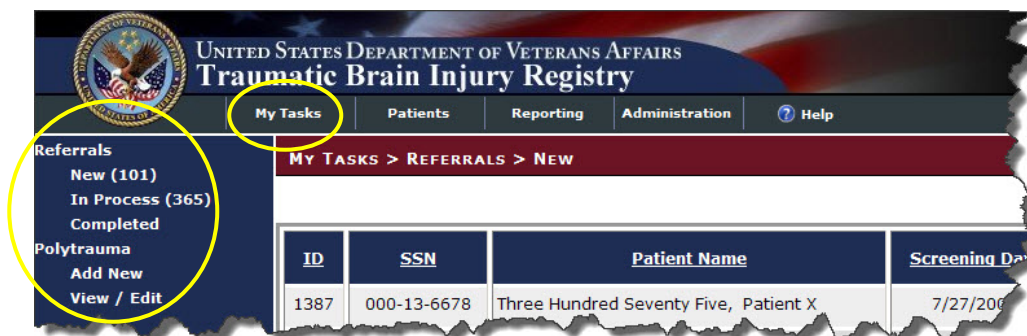 UNITED STATES DEPARTMENT OF VETERANS AFFAIRS
Traumatic Brain Injury Registry
My Tasks Patients Reporting Administration ? Help
Referrals
New (101)
In Process (365)
Completed
Polytrauma
Add New
View / Edit
MY TASKS > REFERRALS > NEW
ID SSN Patient Name Screening
1387 000-13-6678 Three Hundred Seventy Five, Patient X 7/27/200